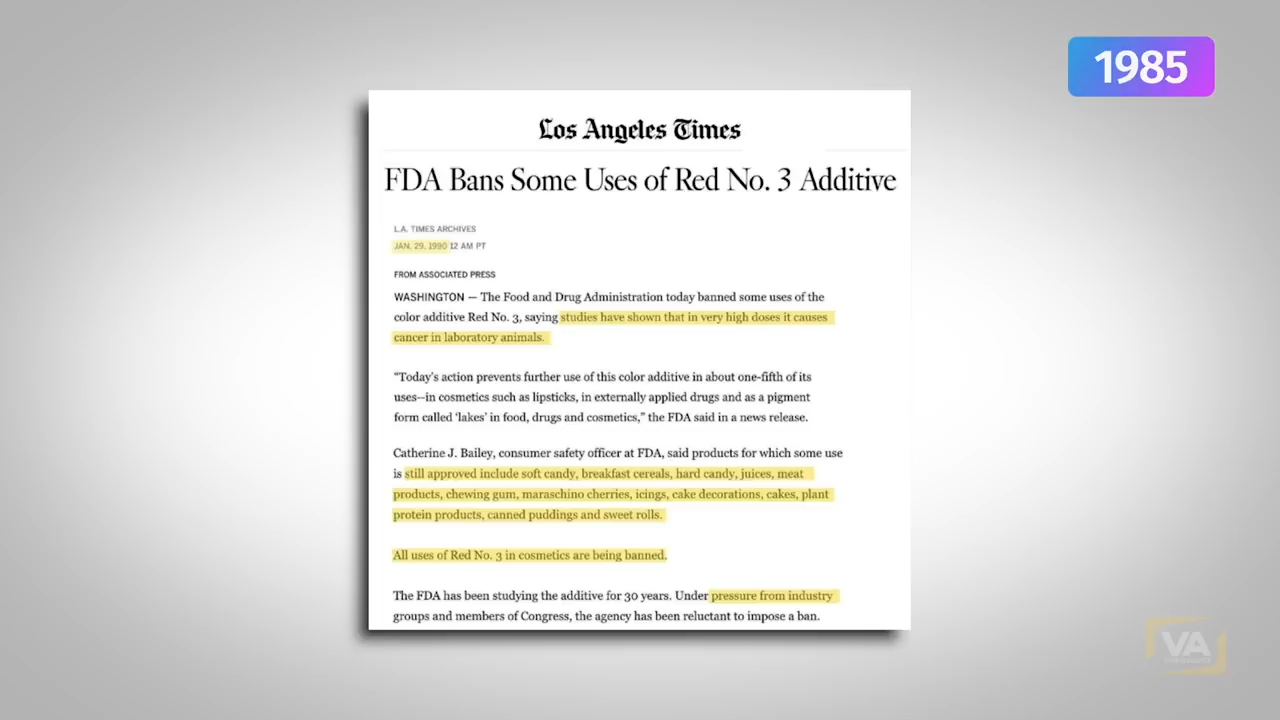 1985
Los Angeles Times
FDA Bans Some Uses of Red No. 3 Additive
L.A. TIMES ARCHIVES
JAN. 29, 1990 12 AM PT
FROM ASSOCIATED PRESS
WASHINGTON — The Food and Drug Administration today banned some uses of the
color additive Red No. 3, saying studies have shown that in very high doses it causes
cancer in laboratory animals.
“Today’s action prevents further use of this color additive in about one-fifth of its
uses--in cosmetics such as lipsticks, in externally applied drugs and as a pigment
form called ‘lakes’ in food, drugs and cosmetics,” the FDA said in a news release.
Catherine J. Bailey, consumer safety officer at FDA, said products for which some use
is still approved include soft candy, breakfast cereals, hard candy, juices, meat
products, chewing gum, maraschino cherries, icings, cake decorations, cakes, plant
protein products, canned puddings and sweet rolls.
All uses of Red No. 3 in cosmetics are being banned.
The FDA has been studying the additive for 30 years. Under pressure from industry
groups and members of Congress, the agency has been reluctant to impose a ban.
VA